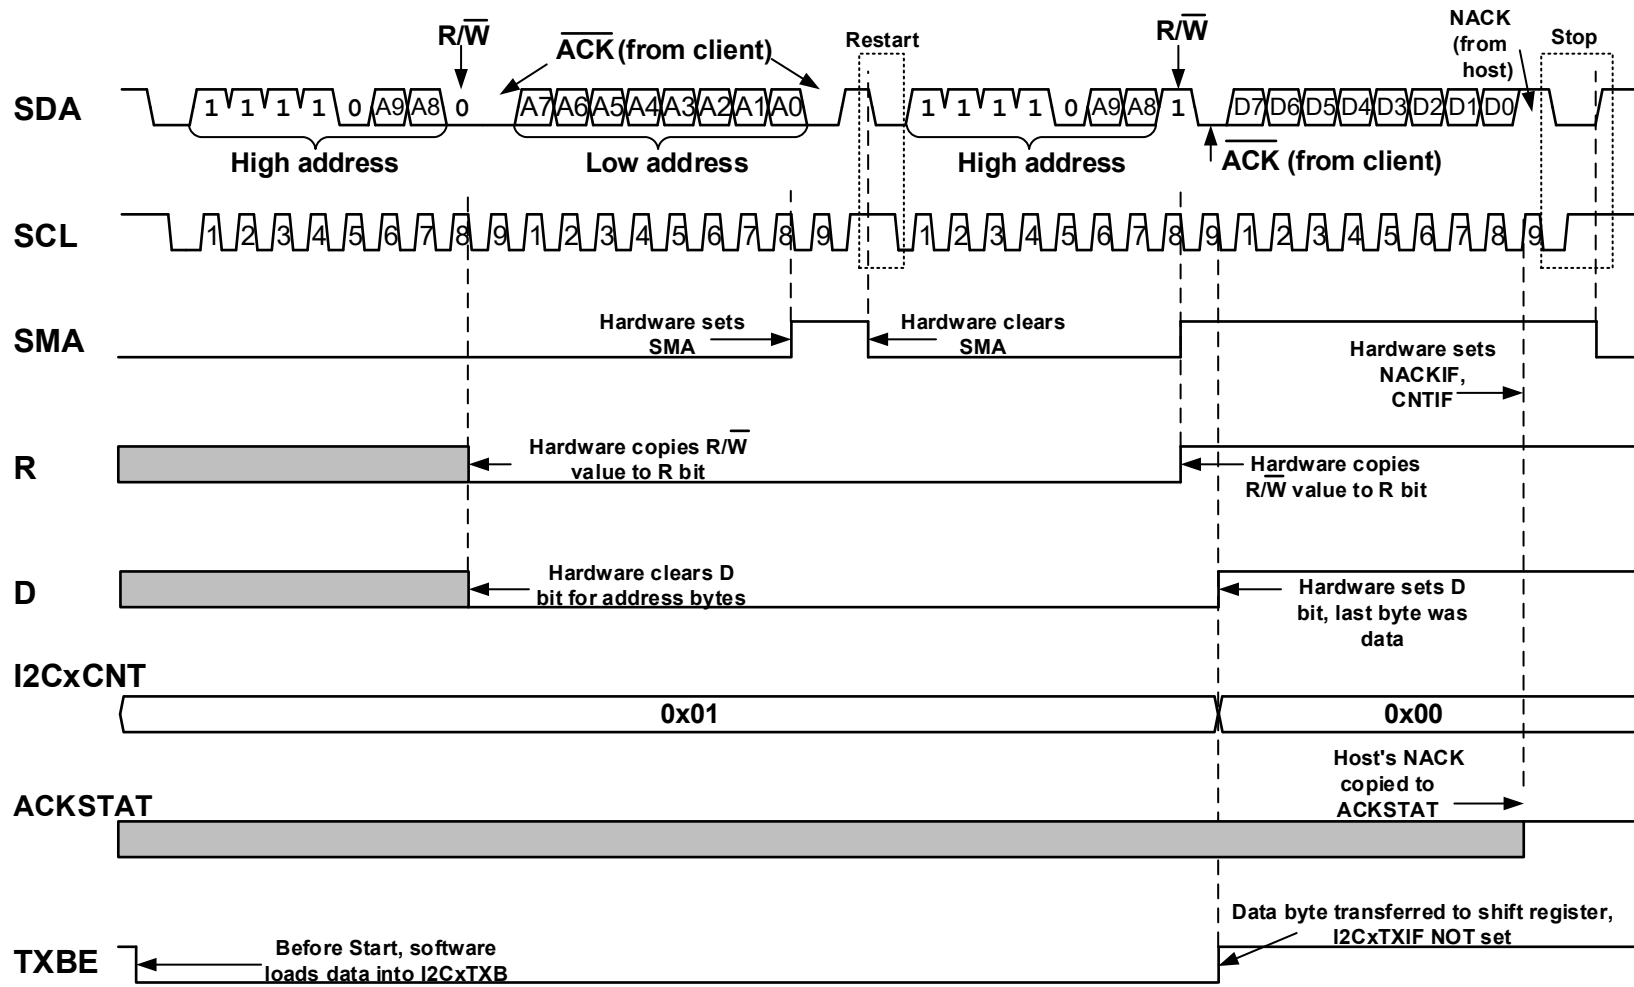 R/W
ACK (from client)
Restart
R/W
NACK
(from
host)
Stop
SDA
1 1 1 1 0 A9 A8 0 A7 A6 A5 A4 A3 A2 A1 A0 1 1 1 1 0 A9 A8 1 D7 D6 D5 D4 D3 D2 D1 D0
High address
Low address
High address
ACK (from client)
SCL
1 2 3 4 5 6 7 8 9 1 2 3 4 5 6 7 8 9 1 2 3 4 5 6 7 8 9 1 2 3 4 5 6 7 8 9
SMA
Hardware sets
SMA
Hardware clears
SMA
Hardware sets
NACKIF,
CNTIF
R
Hardware copies R/W
value to R bit
Hardware copies
R/W value to R bit
D
Hardware clears D
bit for address bytes
Hardware sets D
bit, last byte was
data
I2CxCNT
0x01
0x00
ACKSTAT
Host's NACK
copied to
ACKSTAT
TXBE
Before Start, software
loads data into I2CxTXB
Data byte transferred to shift register,
I2CxTXIF NOT set